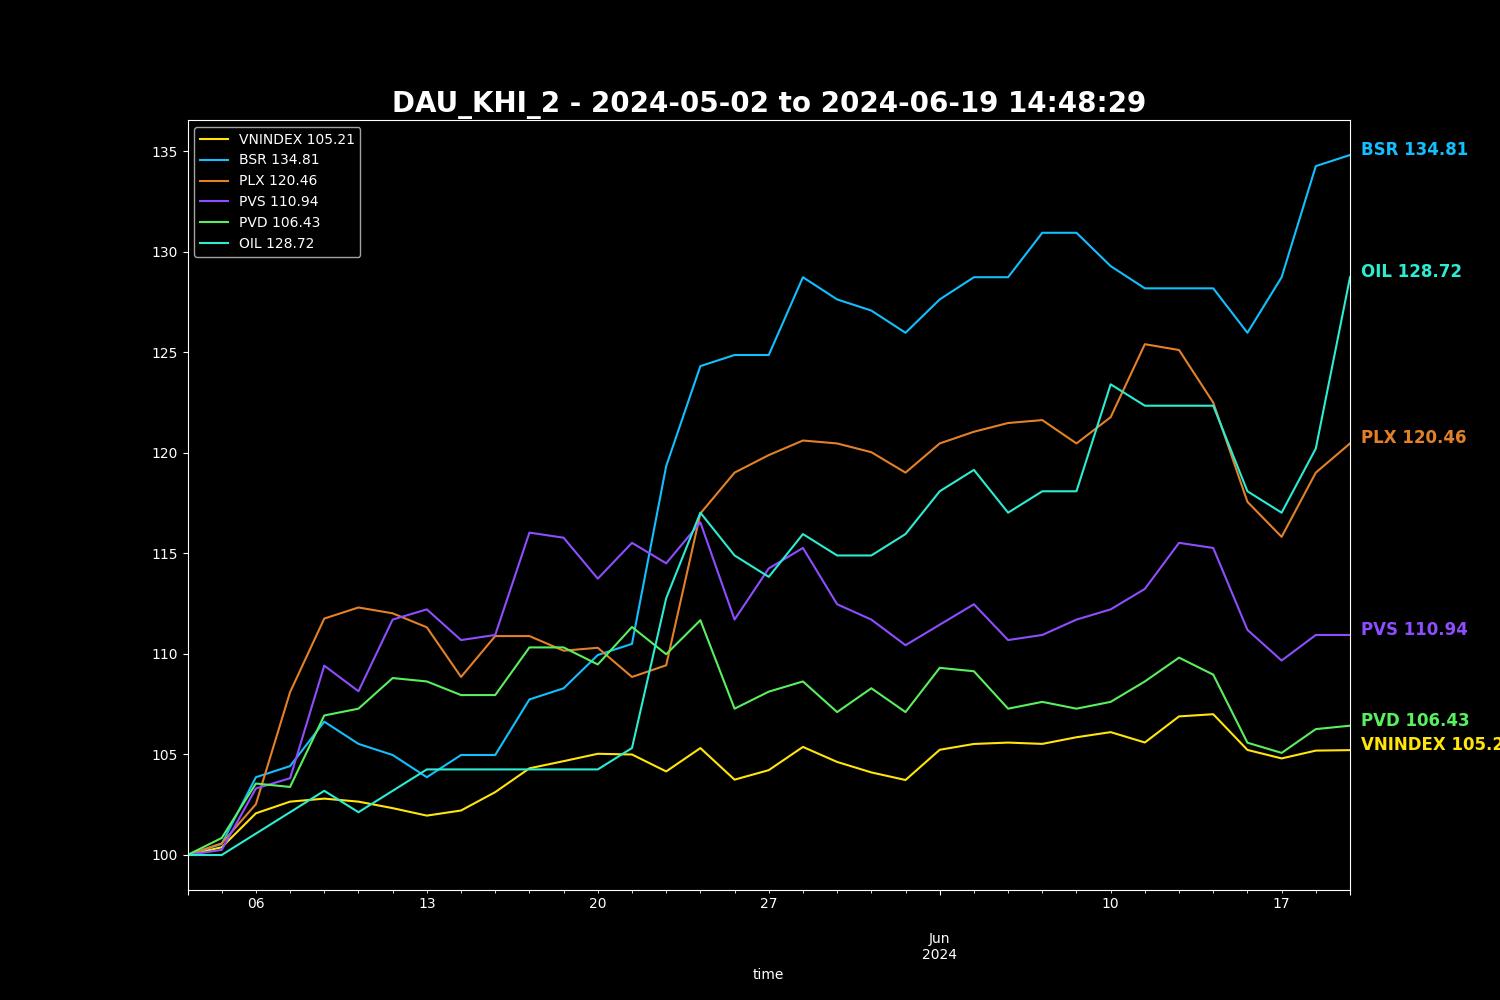 DAU_KHI_2 - 2024-05-02 to 2024-06-19 14:48:29
VNINDEX 105.21
BSR 134.81
PLX 120.46
PVS 110.94
PVD 106.43
OIL 128.72
135
130
125
120
115
110
105
100
BSR 134.81
OIL 128.72
PLX 120.46
PVS 110.94
PVD 106.43
VNINDEX 105.2
06
13
20
27
10
17
Jun
2024
time